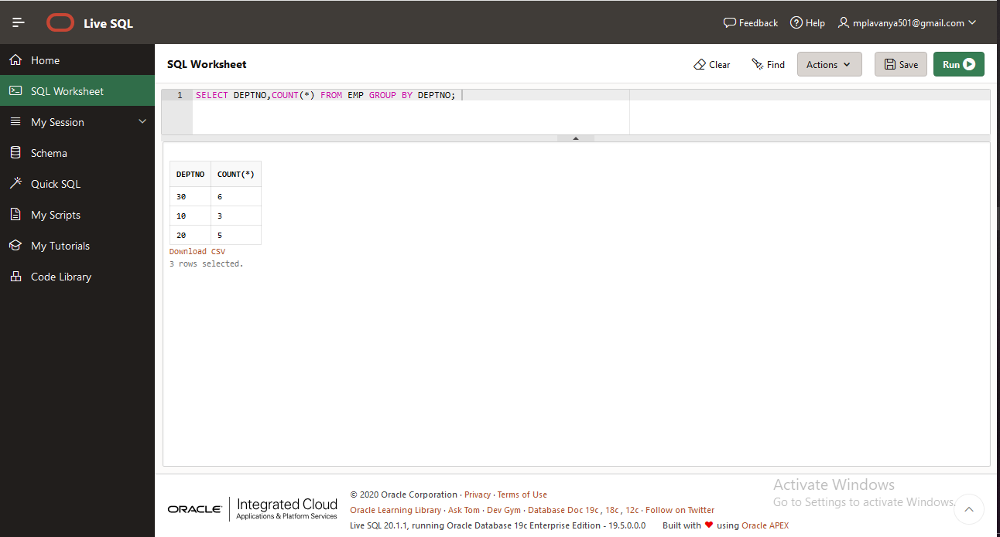 Live SQL
Feedback
Help
mplavanya501@gmail.com
Home
SQL Worksheet
My Session
Schema
Quick SQL
My Scripts
My Tutorials
Code Library
SQL Worksheet
Clear
Find
Actions
Save
Run
1 SELECT DEPTNO,COUNT(*) FROM EMP GROUP BY DEPTNO;
DEPTNO COUNT(*)
30 6
10 3
20 5
Download CSV
3 rows selected.
ORACLE
Integrated Cloud
Applications & Platform Services
© 2020 Oracle Corporation · Privacy · Terms of Use
Oracle Learning Library · Ask Tom · Dev Gym · Database Doc 19c, 18c, 12c · Follow on Twitter
Live SQL 20.1.1, running Oracle Database 19c Enterprise Edition - 19.5.0.0.0 Built with ♥ using Oracle APEX
Activate Windows
Go to Settings to activate Windows.